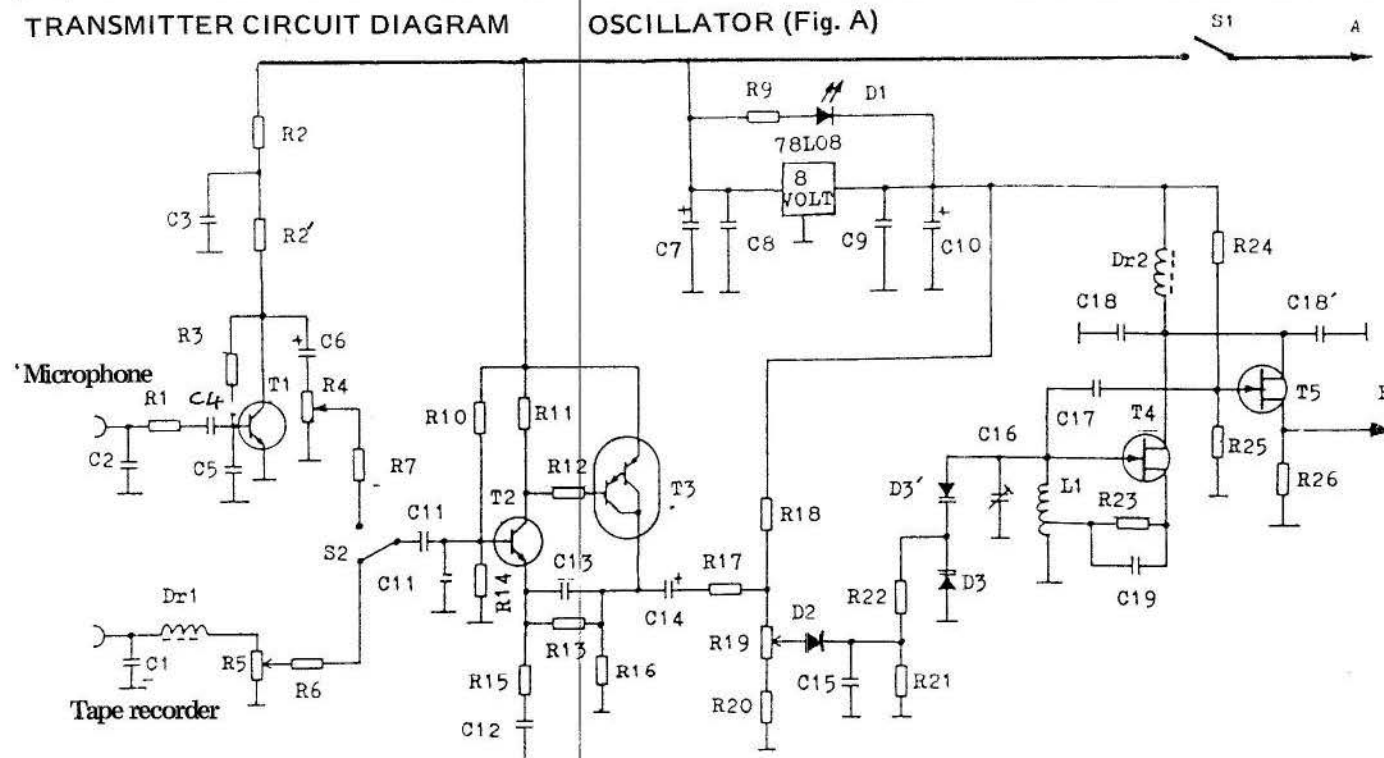 TRANSMITTER CIRCUIT DIAGRAM
OSCILLATOR (Fig. A)
S1
A
R9
D1
78L08
8
VOLT
R2
C3
R2'
C7
C8
C9
C10
Dr2
R24
C18
C18'
R3
C6
'Microphone
R1
C4
T1
R4
R10
R11
C17
T4
T5
C2
C5
R7
R12
T3
C16
R25
R26
D3'
L1
R23
C11
T2
R18
S2
C11
R14
C13
R17
C14
R22
D3
C19
Dr1
D2
R19
C1
R5
R6
R13
R15
R16
C15
R21
R20
Tape recorder
C12